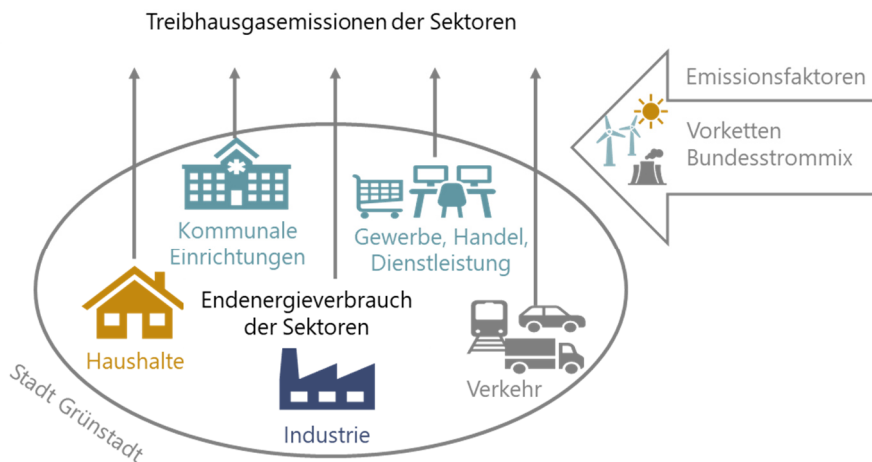 Treibhausgasemissionen der Sektoren
Emissionsfaktoren
Vorketten
Bundesstrommix
Kommunale
Einrichtungen
Gewerbe, Handel,
Dienstleistung
Endenergieverbrauch
der Sektoren
Haushalte
Verkehr
Industrie
Stadt Grünstadt